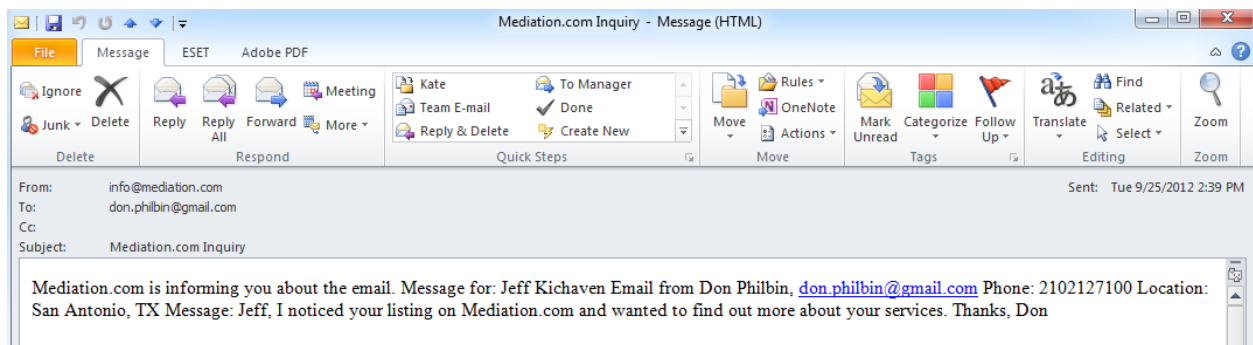 Mediation.com Inquiry - Message (HTML)
File Message ESET Adobe PDF
Ignore
Junk
Delete
Reply
Reply All
Forward
Meeting
More
Kate
Team E-mail
Reply & Delete
To Manager
Done
Create New
Move
Rules
OneNote
Actions
Mark Unread
Categorize
Follow Up
Translate
Find
Related
Select
Zoom
Delete Respond Quick Steps Move Tags Editing Zoom
From: info@mediation.com Sent: Tue 9/25/2012 2:39 PM
To: don.philbin@gmail.com
Cc:
Subject: Mediation.com Inquiry
Mediation.com is informing you about the email. Message for: Jeff Kichaven Email from Don Philbin, don.philbin@gmail.com Phone: 2102127100 Location:
San Antonio, TX Message: Jeff, I noticed your listing on Mediation.com and wanted to find out more about your services. Thanks, Don